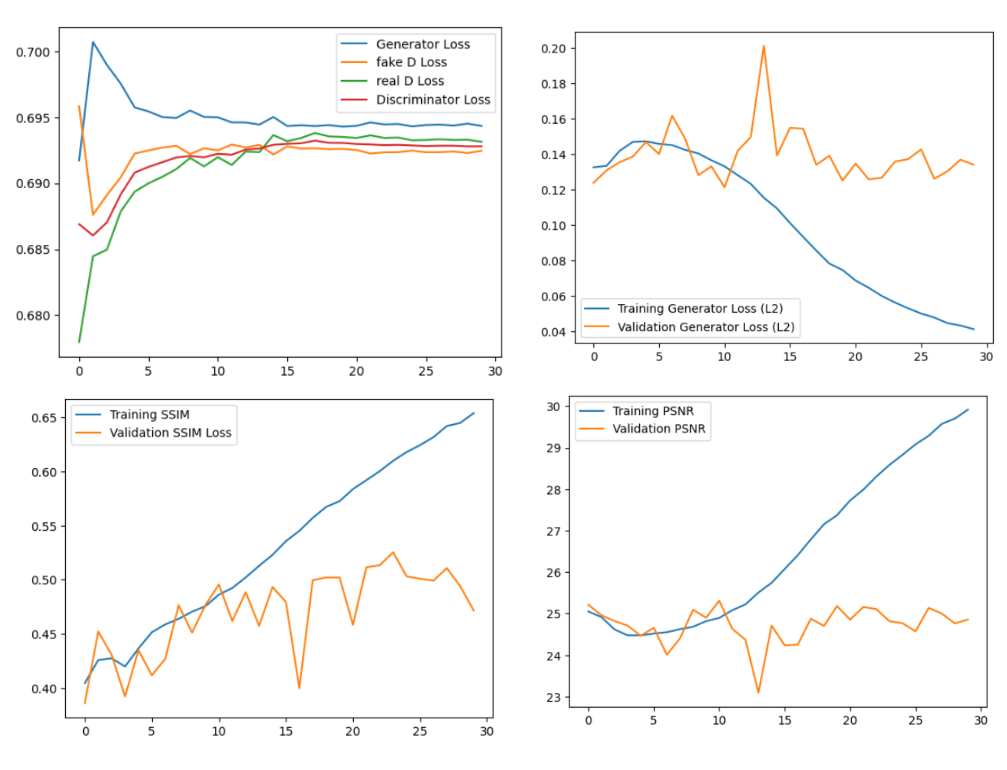 0.700
0.695
0.690
0.685
0.680
0 5 10 15 20 25 30
Generator Loss
fake D Loss
real D Loss
Discriminator Loss
0.20
0.18
0.16
0.14
0.12
0.10
0.08
0.06
0.04
0 5 10 15 20 25 30
Training Generator Loss (L2)
Validation Generator Loss (L2)
0.65
0.60
0.55
0.50
0.45
0.40
0 5 10 15 20 25 30
Training SSIM
Validation SSIM Loss
30
29
28
27
26
25
24
23
0 5 10 15 20 25 30
Training PSNR
Validation PSNR